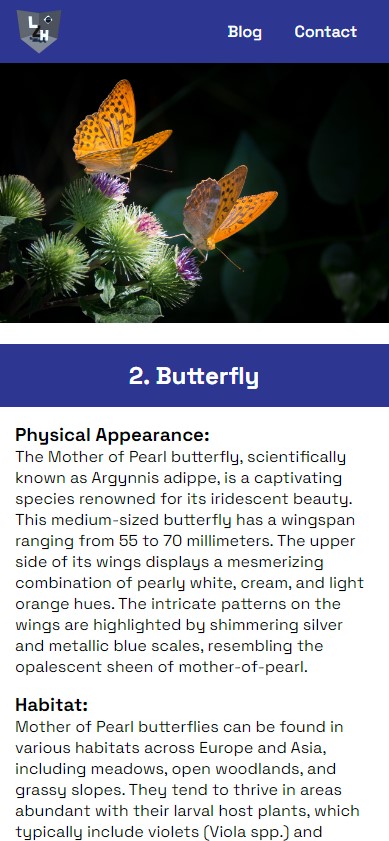 L
H
Blog Contact
2. Butterfly
Physical Appearance:
The Mother of Pearl butterfly, scientifically
known as Argynnis adippe, is a captivating
species renowned for its iridescent beauty.
This medium-sized butterfly has a wingspan
ranging from 55 to 70 millimeters. The upper
side of its wings displays a mesmerizing
combination of pearly white, cream, and light
orange hues. The intricate patterns on the
wings are highlighted by shimmering silver
and metallic blue scales, resembling the
opalescent sheen of mother-of-pearl.
Habitat:
Mother of Pearl butterflies can be found in
various habitats across Europe and Asia,
including meadows, open woodlands, and
grassy slopes. They tend to thrive in areas
abundant with their larval host plants, which
typically include violets (Viola spp.) and